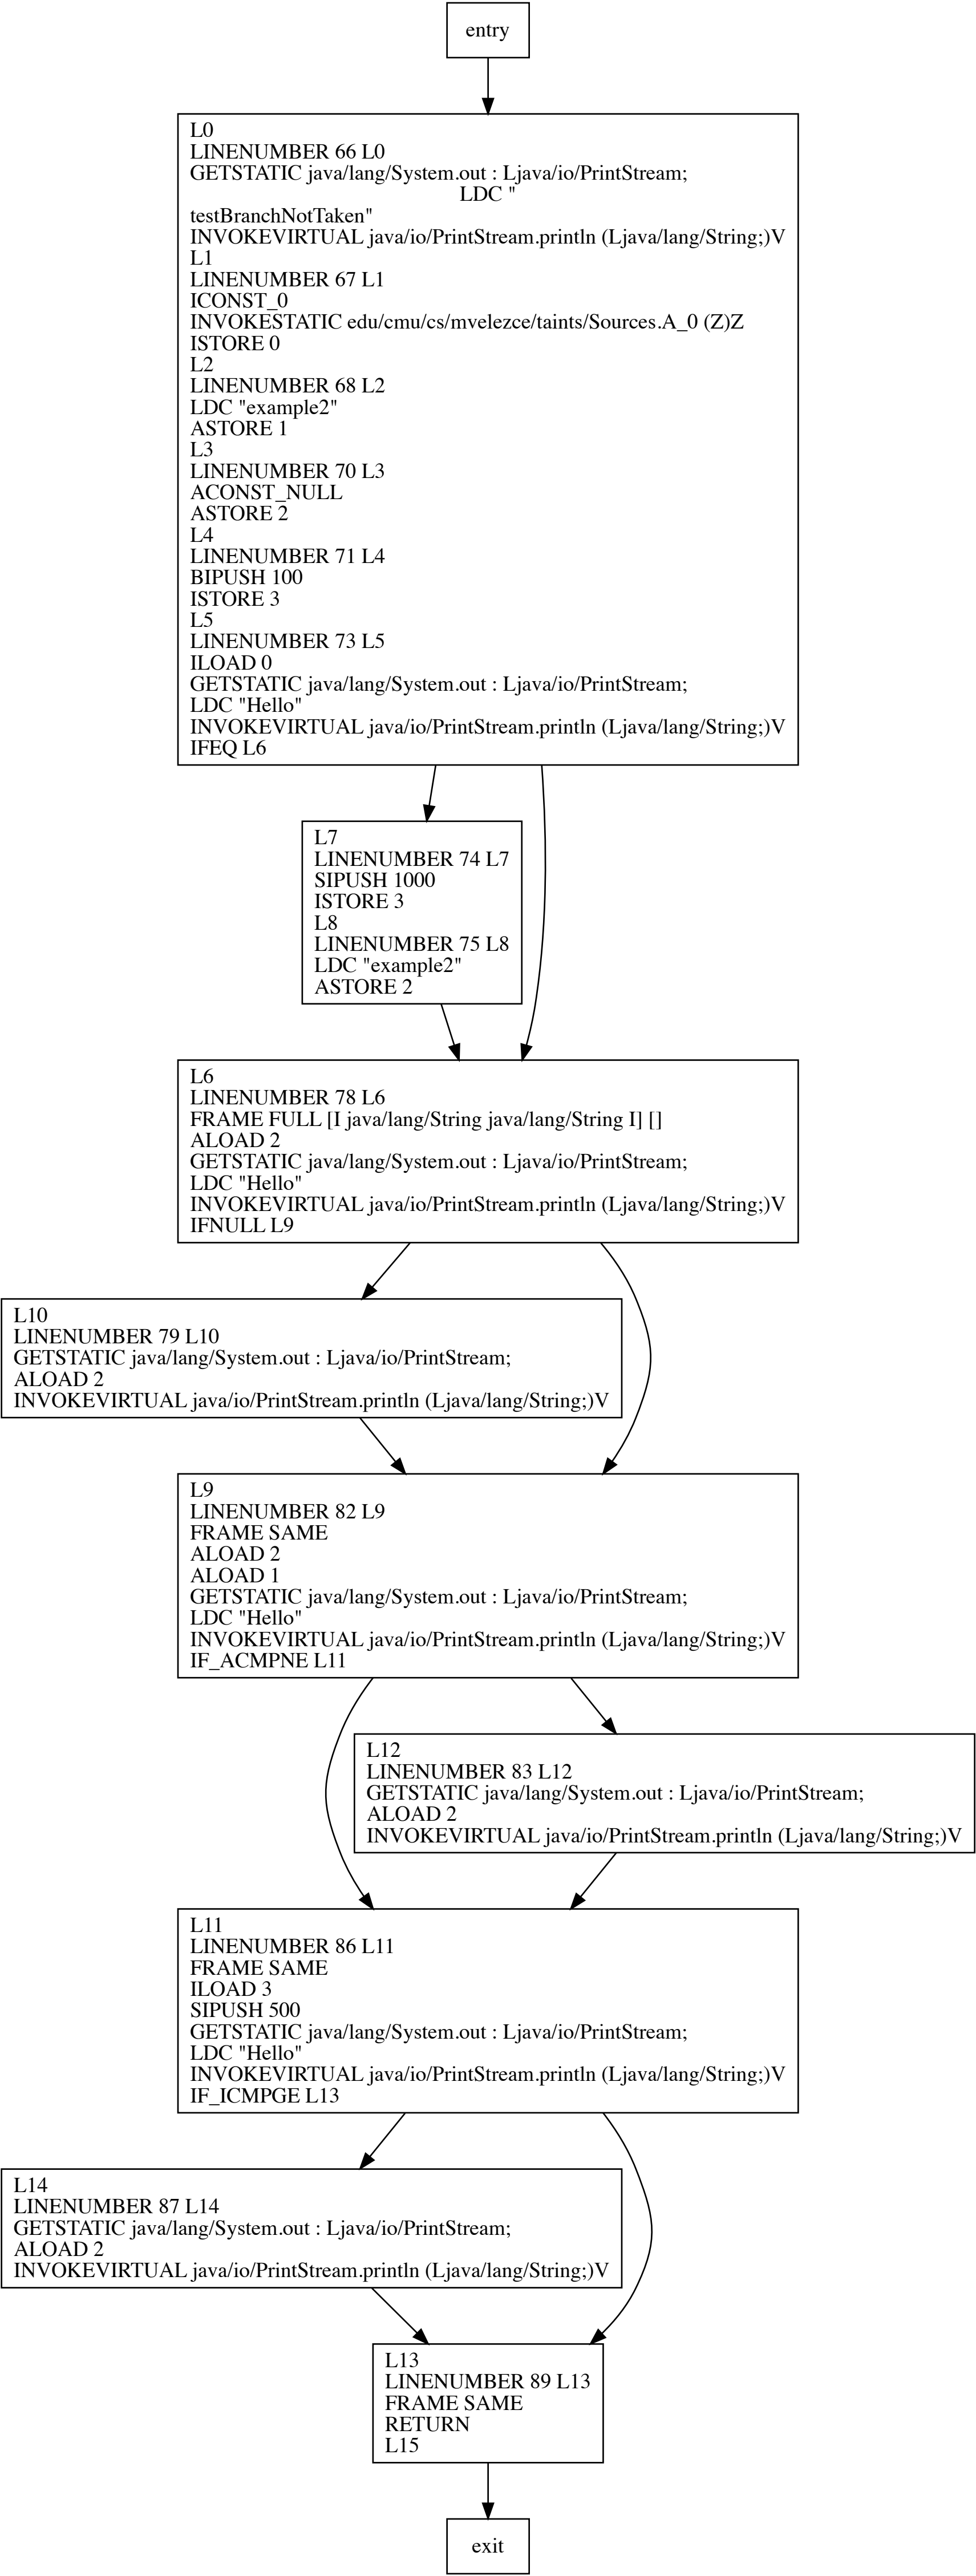 entry
L0
LINENUMBER 66 L0
GETSTATIC java/lang/System.out : Ljava/io/PrintStream;
LDC "
testBranchNotTaken"
INVOKEVIRTUAL java/io/PrintStream.println (Ljava/lang/String;)V
L1
LINENUMBER 67 L1
ICONST_0
INVOKESTATIC edu/cmu/cs/mvelezce/taints/Sources.A_0 (Z)Z
ISTORE 0
L2
LINENUMBER 68 L2
LDC "example2"
ASTORE 1
L3
LINENUMBER 70 L3
ACONST_NULL
ASTORE 2
L4
LINENUMBER 71 L4
BIPUSH 100
ISTORE 3
L5
LINENUMBER 73 L5
ILOAD 0
GETSTATIC java/lang/System.out : Ljava/io/PrintStream;
LDC "Hello"
INVOKEVIRTUAL java/io/PrintStream.println (Ljava/lang/String;)V
IFEQ L6
L7
LINENUMBER 74 L7
SIPUSH 1000
ISTORE 3
L8
LINENUMBER 75 L8
LDC "example2"
ASTORE 2
L6
LINENUMBER 78 L6
FRAME FULL [I java/lang/String java/lang/String I] []
ALOAD 2
GETSTATIC java/lang/System.out : Ljava/io/PrintStream;
LDC "Hello"
INVOKEVIRTUAL java/io/PrintStream.println (Ljava/lang/String;)V
IFNULL L9
L10
LINENUMBER 79 L10
GETSTATIC java/lang/System.out : Ljava/io/PrintStream;
ALOAD 2
INVOKEVIRTUAL java/io/PrintStream.println (Ljava/lang/String;)V
L9
LINENUMBER 82 L9
FRAME SAME
ALOAD 2
ALOAD 1
GETSTATIC java/lang/System.out : Ljava/io/PrintStream;
LDC "Hello"
INVOKEVIRTUAL java/io/PrintStream.println (Ljava/lang/String;)V
IF_ACMPNE L11
L12
LINENUMBER 83 L12
GETSTATIC java/lang/System.out : Ljava/io/PrintStream;
ALOAD 2
INVOKEVIRTUAL java/io/PrintStream.println (Ljava/lang/String;)V
L11
LINENUMBER 86 L11
FRAME SAME
ILOAD 3
SIPUSH 500
GETSTATIC java/lang/System.out : Ljava/io/PrintStream;
LDC "Hello"
INVOKEVIRTUAL java/io/PrintStream.println (Ljava/lang/String;)V
IF_ICMPGE L13
L14
LINENUMBER 87 L14
GETSTATIC java/lang/System.out : Ljava/io/PrintStream;
ALOAD 2
INVOKEVIRTUAL java/io/PrintStream.println (Ljava/lang/String;)V
L13
LINENUMBER 89 L13
FRAME SAME
RETURN
L15
exit